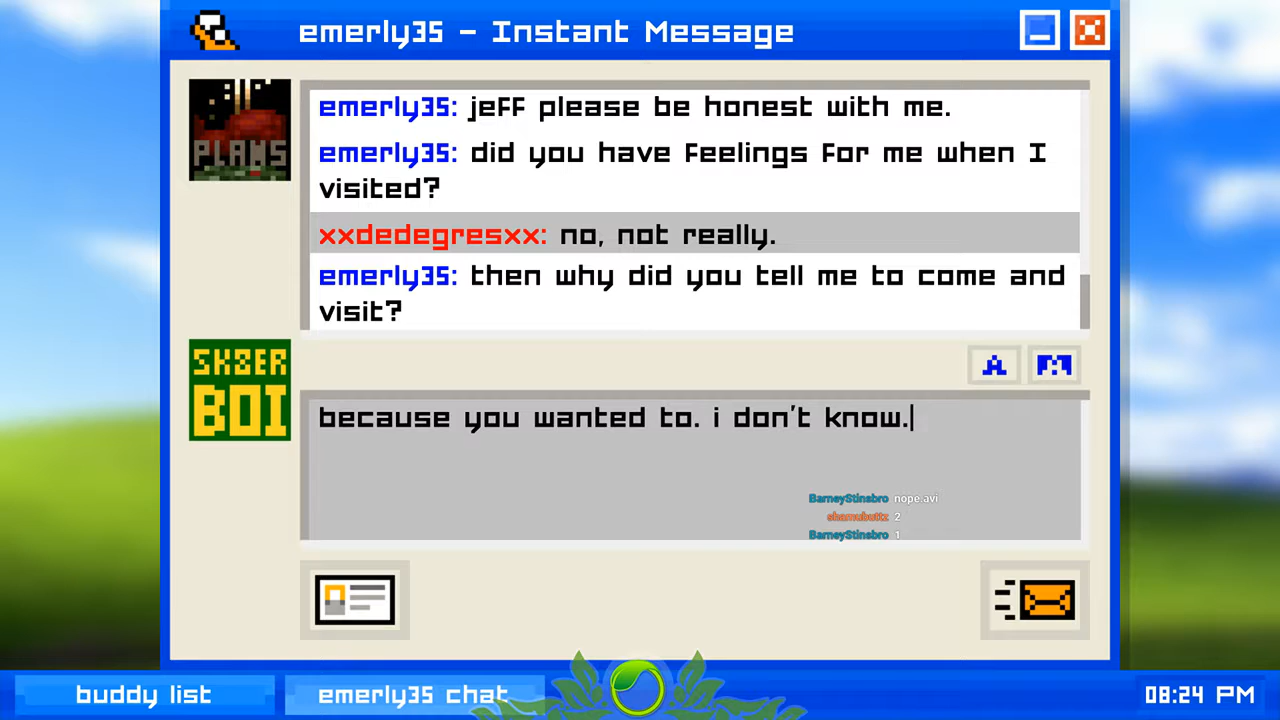 emerly35 - Instant Message
PLANS
emerly35: jeff please be honest with me.
emerly35: did you have feelings for me when I
visited?
xxdedegresxx: no, not really.
emerly35: then why did you tell me to come and
visit?
SK8ER
BOI
A
because you wanted to. i don't know.
BarneyStinsbro nope.avi
shamubuttz 2
BarneyStinsbro 1
buddy list
emerly35 chat
08:24 PM